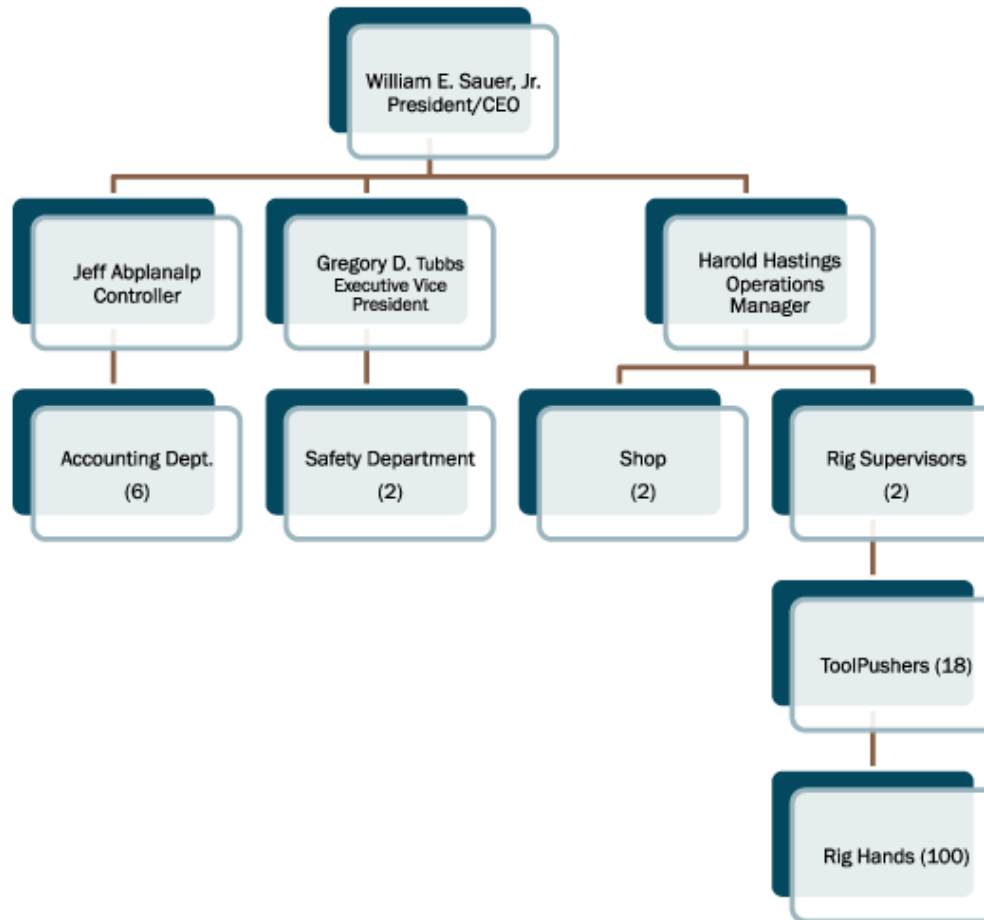 William E. Sauer, Jr.
President/CEO
Jeff Abplanalp
Controller
Gregory D. Tubbs
Executive Vice
President
Harold Hastings
Operations
Manager
Accounting Dept.
(6)
Safety Department
(2)
Shop
(2)
Rig Supervisors
(2)
ToolPushers (18)
Rig Hands (100)